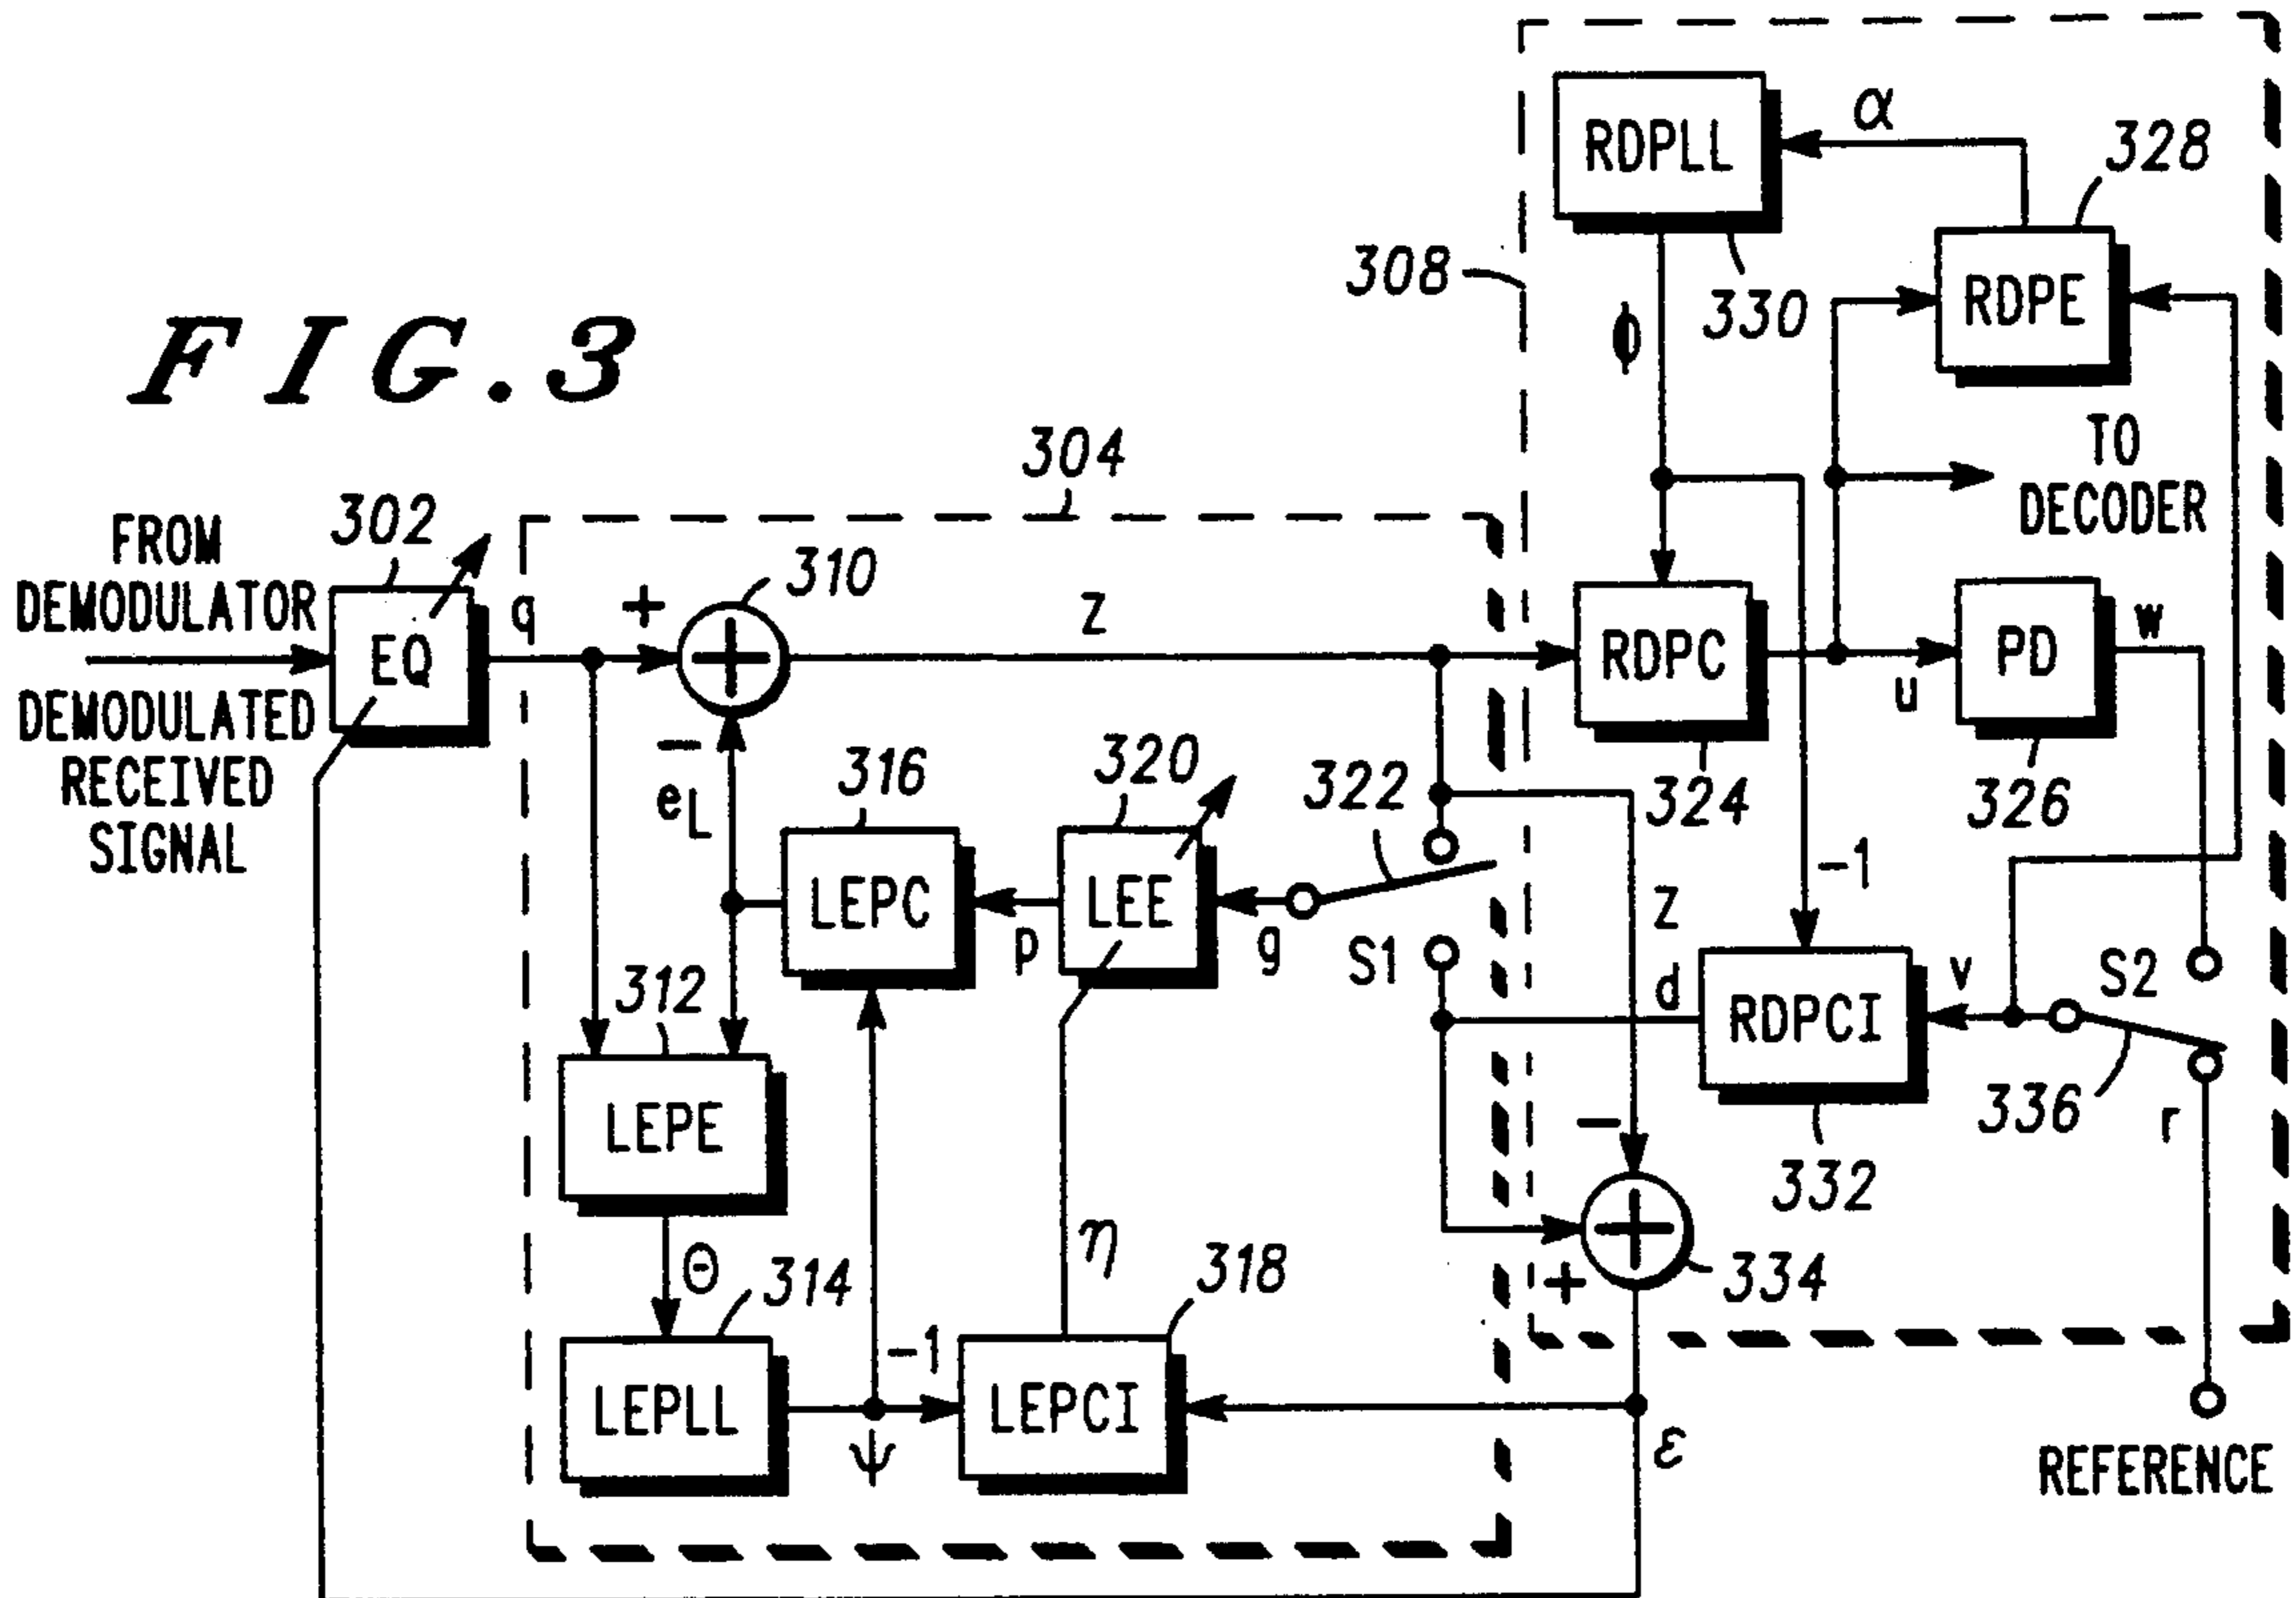 FIG.3
308
RDPLL
α
328
330
RDPE
ϕ
TO
DECODER
304
302
FROM
DEMODULATOR
EQ
DEMODULATED
RECEIVED
SIGNAL
q
+
310
Z
RDPC
324
u
PD
326
w
−
eL
316
LEPC
p
320
LEE
g
322
S1
Z
d
−1
RDPCI
332
v
S2
336
r
312
LEPE
Θ
314
LEPLL
ψ
−1
η
318
LEPCI
−
+
334
ε
REFERENCE